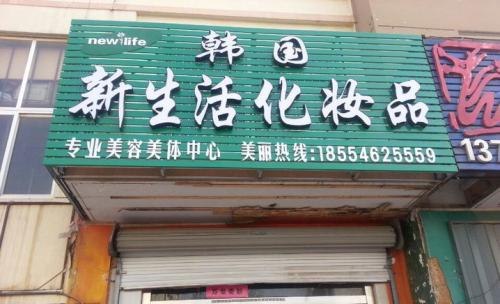 new life
韩国
新生活化妆品
专业美容美体中心 美丽热线:18554625559
137